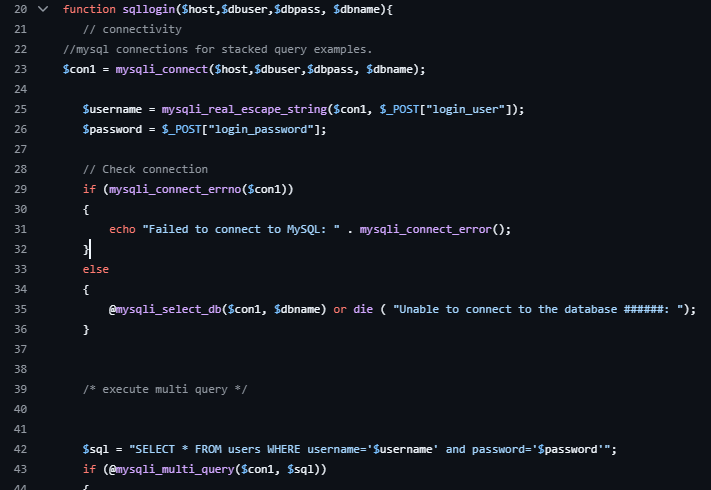 20 function sqllogin($host,$dbuser,$dbpass, $dbname){
21 // connectivity
22 //mysql connections for stacked query examples.
23 $con1 = mysqli_connect($host,$dbuser,$dbpass, $dbname);
24
25 $username = mysqli_real_escape_string($con1, $_POST["login_user"]);
26 $password = $_POST["login_password"];
27
28 // Check connection
29 if (mysqli_connect_errno($con1))
30 {
31 echo "Failed to connect to MySQL: " . mysqli_connect_error();
32 }
33 else
34 {
35 @mysqli_select_db($con1, $dbname) or die ( "Unable to connect to the database ######: ");
36 }
37
38
39 /* execute multi query */
40
41
42 $sql = "SELECT * FROM users WHERE username='$username' and password='$password'";
43 if (@mysqli_multi_query($con1, $sql))
44 {